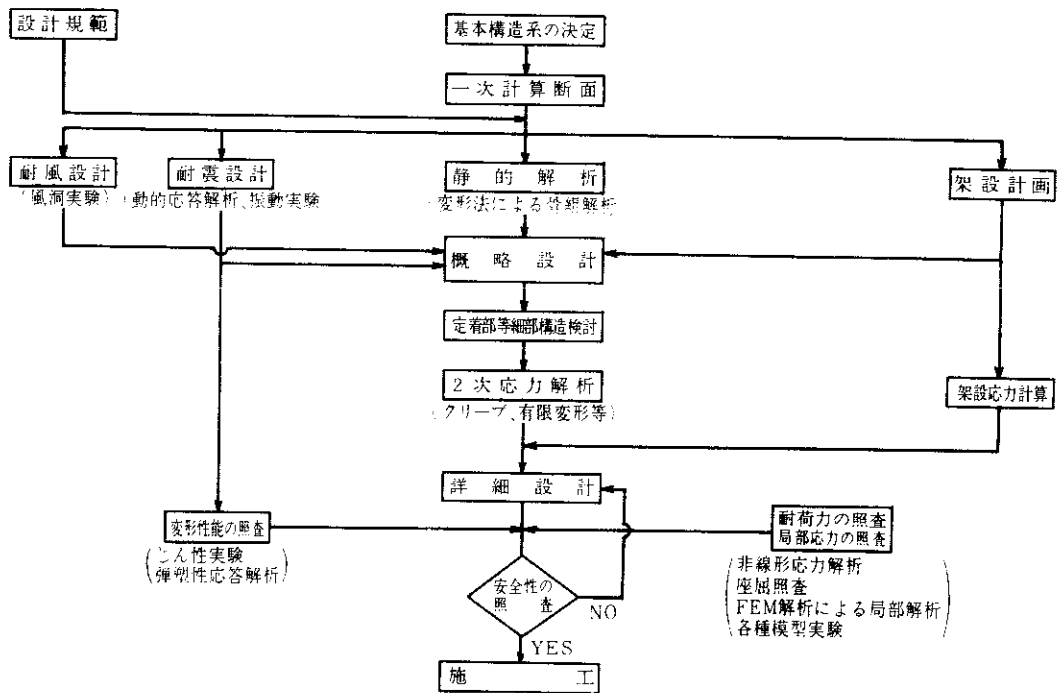 設計規範
基本構造系の決定
一次計算断面
耐風設計
(風洞実験)
耐震設計
(動的応答解析、振動実験
静的解析
(変形法による骨組解析
架設計画
概略設計
定着部等細部構造検討
2次応力解析
(クリープ、有限変形等)
架設応力計算
詳細設計
変形性能の照査
(じん性実験
弾塑性応答解析)
耐荷力の照査
局部応力の照査
(非線形応力解析
座屈照査
FEM解析による局部解析
各種模型実験)
安全性の
照査
NO
YES
施工